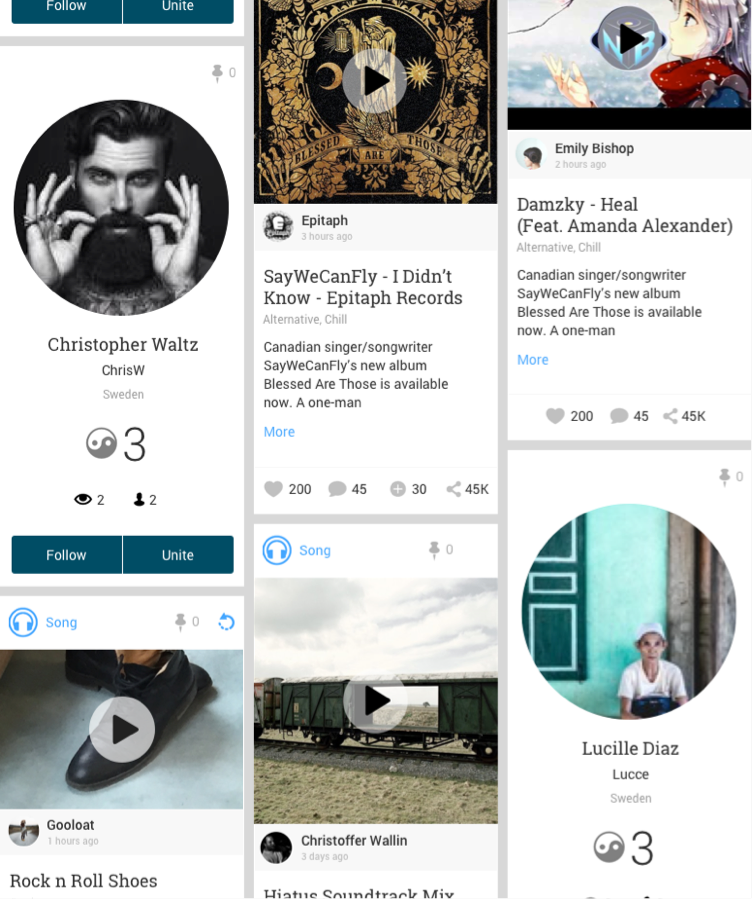 Follow
Unite
0
Christopher Waltz
ChrisW
Sweden
3
2
2
Follow
Unite
Song
0
Gooloat
1 hours ago
Rock n Roll Shoes
BLESSED ARE THOSE
Epitaph
Epitaph
3 hours ago
SayWeCanFly - I Didn't
Know - Epitaph Records
Alternative, Chill
Canadian singer/songwriter
SayWeCanFly's new album
Blessed Are Those is available
now. A one-man
More
200
45
30
45K
Song
0
Christoffer Wallin
3 days ago
Hiatus Soundtrack Mix
NB
Emily Bishop
2 hours ago
Damzky - Heal
(Feat. Amanda Alexander)
Alternative, Chill
Canadian singer/songwriter
SayWeCanFly's new album
Blessed Are Those is available
now. A one-man
More
200
45
45K
0
Lucille Diaz
Lucce
Sweden
3